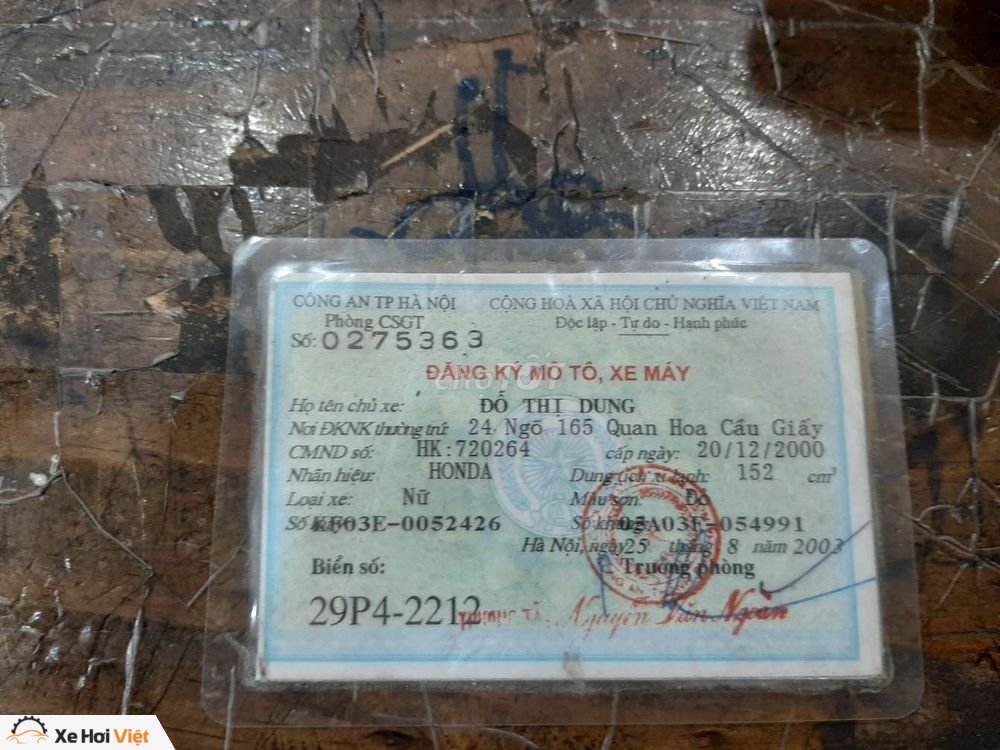 CÔNG AN TP HÀ NỘI
Phòng CSGT
Số: 0275363
CỘNG HOÀ XÃ HỘI CHỦ NGHĨA VIỆT NAM
Độc lập - Tự do - Hạnh phúc
ĐĂNG KÝ MÔ TÔ, XE MÁY
Họ tên chủ xe: ĐỖ THỊ DUNG
Nơi ĐKNK thường trú: 24 Ngõ 165 Quan Hoa Cầu Giấy
CMND số: HK:720264 cấp ngày: 20/12/2000
Nhãn hiệu: HONDA Dung tích xi lanh: 152 cm³
Loại xe: Nữ Màu sơn: Đỏ
Số máy: KF03E-0052426 Số khung: 05A03F-054991
Hà Nội, ngày 25 tháng 8 năm 2003
Biển số: Trưởng phòng
29P4-2212
Nguyễn Văn Ngàn
chợTỐT
Xe Hơi Việt